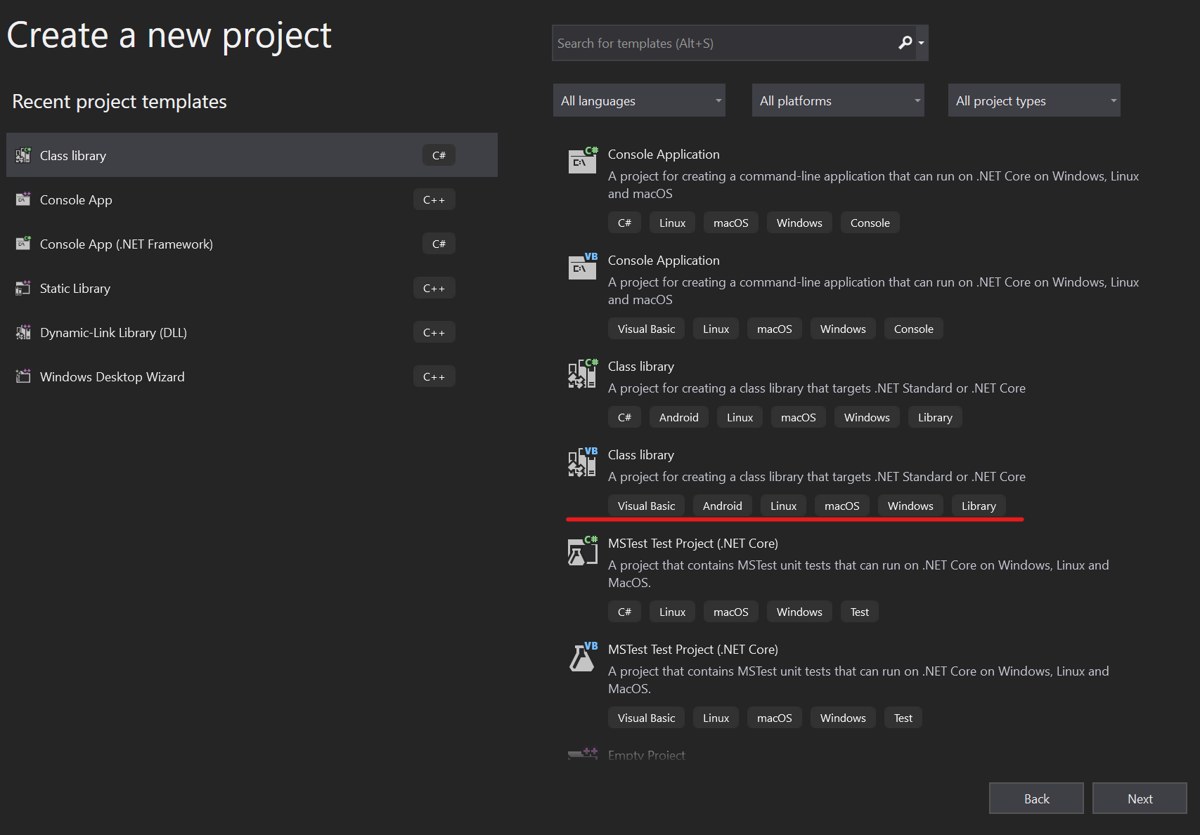 Create a new project
Recent project templates
Class library C#
Console App C++
Console App (.NET Framework) C#
Static Library C++
Dynamic-Link Library (DLL) C++
Windows Desktop Wizard C++
Search for templates (Alt+S)
All languages All platforms All project types
C#
C:\
Console Application
A project for creating a command-line application that can run on .NET Core on Windows, Linux
and macOS
C# Linux macOS Windows Console
VB
C:\
Console Application
A project for creating a command-line application that can run on .NET Core on Windows, Linux
and macOS
Visual Basic Linux macOS Windows Console
C#
Class library
A project for creating a class library that targets .NET Standard or .NET Core
C# Android Linux macOS Windows Library
VB
Class library
A project for creating a class library that targets .NET Standard or .NET Core
Visual Basic Android Linux macOS Windows Library
C#
MSTest Test Project (.NET Core)
A project that contains MSTest unit tests that can run on .NET Core on Windows, Linux and
MacOS.
C# Linux macOS Windows Test
VB
MSTest Test Project (.NET Core)
A project that contains MSTest unit tests that can run on .NET Core on Windows, Linux and
MacOS.
Visual Basic Linux macOS Windows Test
++
Empty Project
Back Next